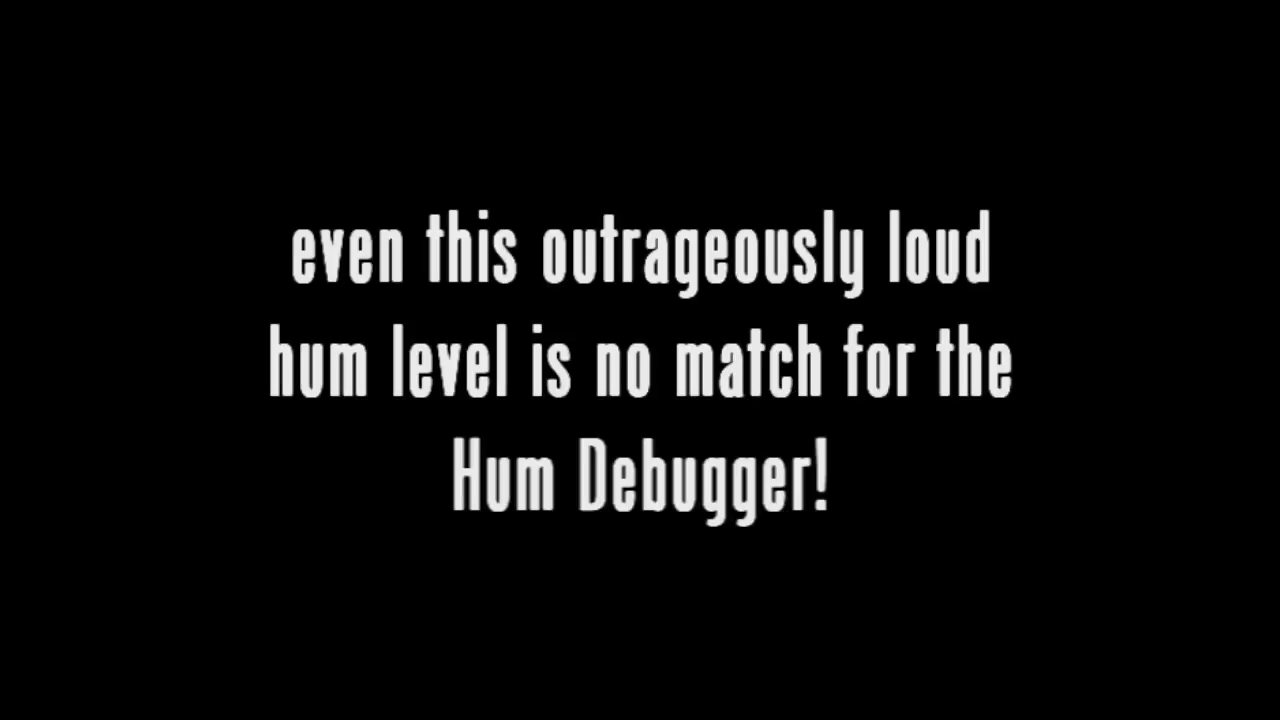 even this outrageously loud
hum level is no match for the
Hum Debugger!